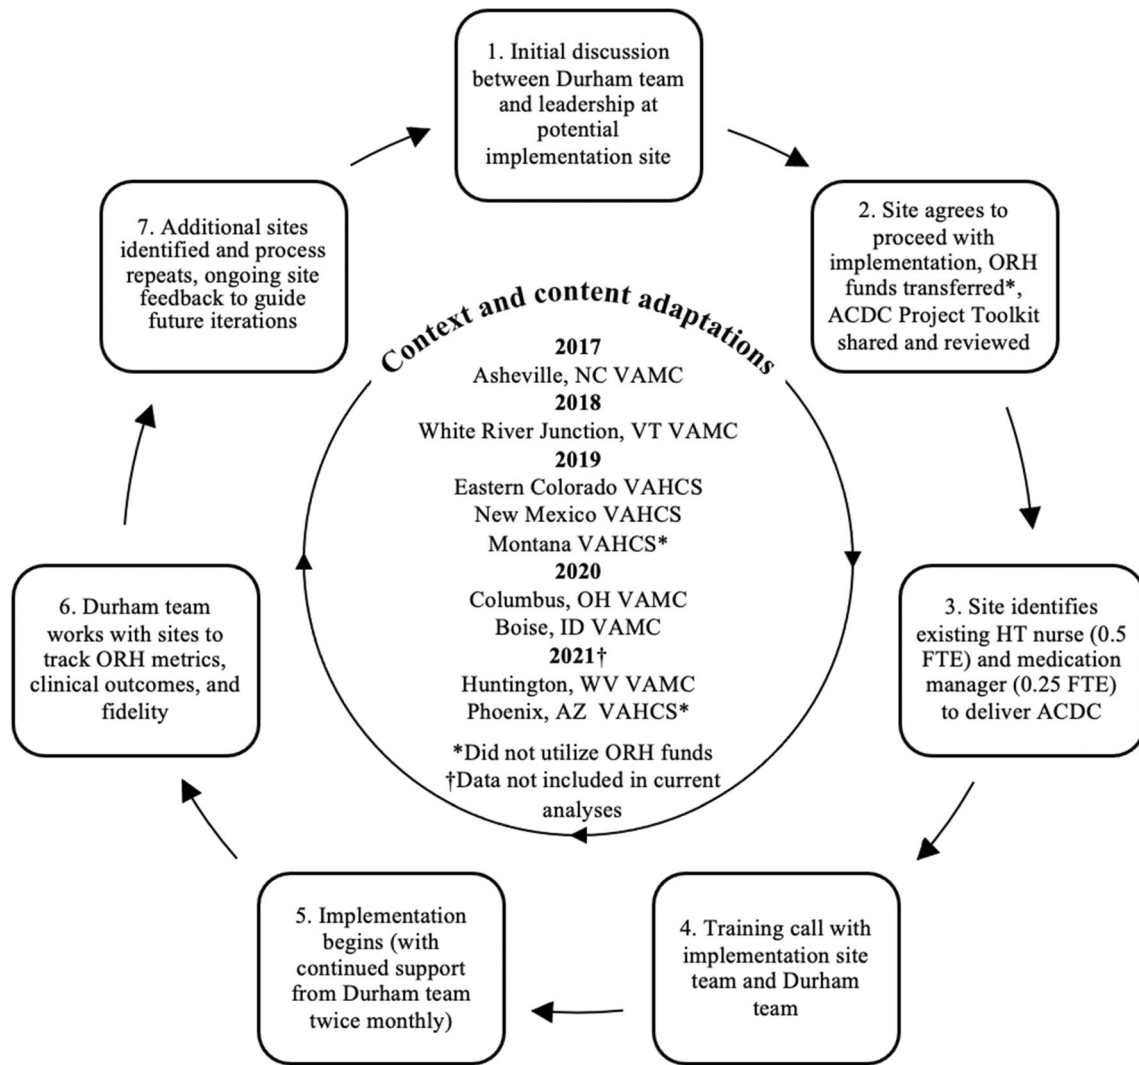 1. Initial discussion
between Durham team
and leadership at
potential
implementation site
2. Site agrees to
proceed with
implementation, ORH
funds transferred*,
ACDC Project Toolkit
shared and reviewed
3. Site identifies
existing HT nurse (0.5
FTE) and medication
manager (0.25 FTE)
to deliver ACDC
4. Training call with
implementation site
team and Durham
team
5. Implementation
begins (with
continued support
from Durham team
twice monthly)
6. Durham team
works with sites to
track ORH metrics,
clinical outcomes, and
fidelity
7. Additional sites
identified and process
repeats, ongoing site
feedback to guide
future iterations
Context and content adaptations
2017
Asheville, NC VAMC
2018
White River Junction, VT VAMC
2019
Eastern Colorado VAHCS
New Mexico VAHCS
Montana VAHCS*
2020
Columbus, OH VAMC
Boise, ID VAMC
2021†
Huntington, WV VAMC
Phoenix, AZ VAHCS*
*Did not utilize ORH funds
†Data not included in current
analyses